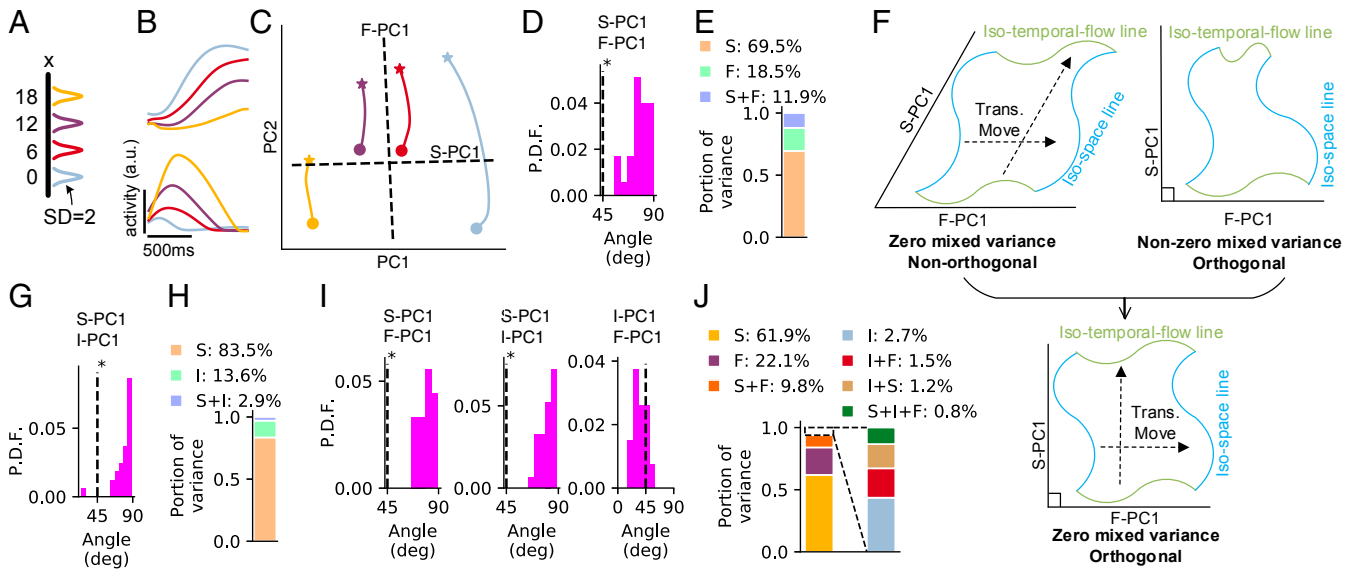 A
x
18
12
6
0
SD=2
B
activity (a.u.)
500ms
C
F-PC1
S-PC1
PC2
PC1
D
S-PC1
F-PC1
*
P.D.F.
0.04
0.02
0.00
45
90
Angle
(deg)
E
S: 69.5%
F: 18.5%
S+F: 11.9%
Portion of
variance
1.0
0.5
0.0
F
Iso-temporal-flow line
S-PC1
Trans.
Move
Iso-space line
F-PC1
Zero mixed variance
Non-orthogonal
Iso-temporal-flow line
S-PC1
Iso-space line
F-PC1
Non-zero mixed variance
Orthogonal
Iso-temporal-flow line
S-PC1
Trans.
Move
Iso-space line
F-PC1
Zero mixed variance
Orthogonal
G
S-PC1
I-PC1
*
P.D.F.
0.05
0.00
45
90
Angle
(deg)
H
S: 83.5%
I: 13.6%
S+I: 2.9%
Portion of
variance
1.0
0.5
0.0
I
S-PC1
F-PC1
*
P.D.F.
0.05
0.00
45
90
Angle
(deg)
S-PC1
I-PC1
*
0.05
0.00
45
90
Angle
(deg)
I-PC1
F-PC1
0.04
0.02
0.00
0
45
90
Angle
(deg)
J
S: 61.9%
F: 22.1%
S+F: 9.8%
I: 2.7%
I+F: 1.5%
I+S: 1.2%
S+I+F: 0.8%
Portion of
variance
1.0
0.5
0.0